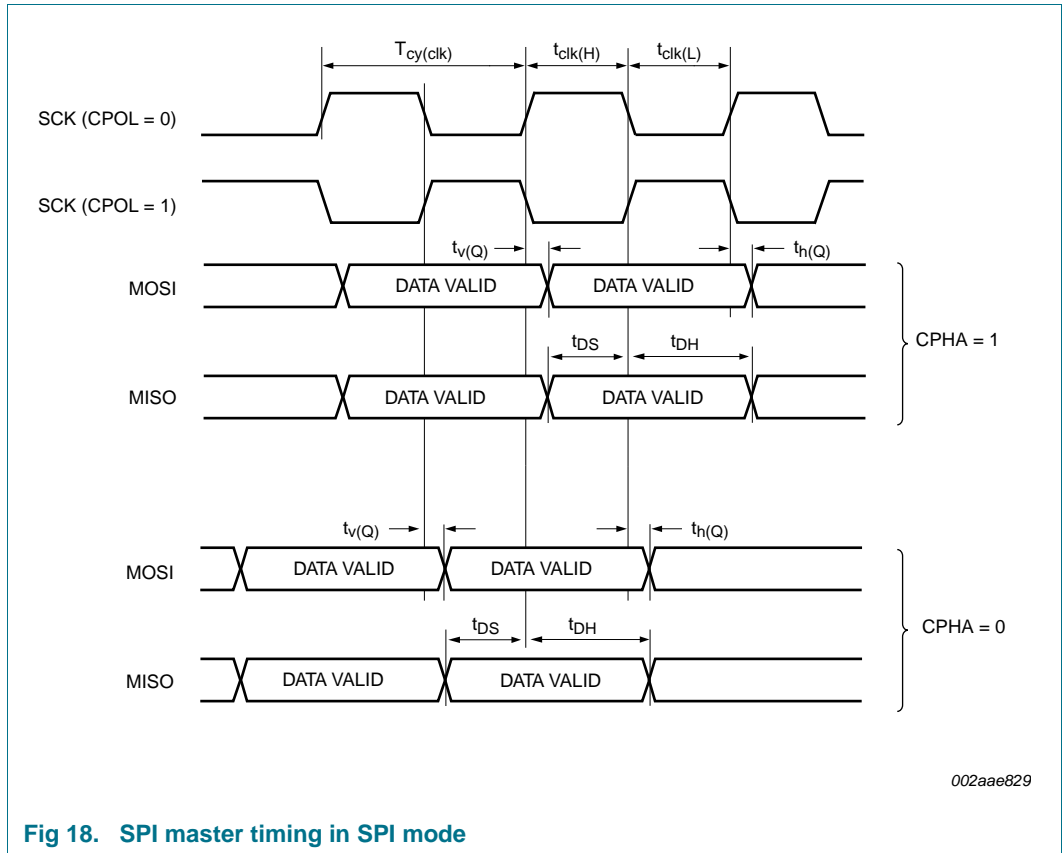 Tcy(clk) tclk(H) tclk(L)
SCK (CPOL = 0)
SCK (CPOL = 1)
tv(Q) th(Q)
MOSI DATA VALID DATA VALID
CPHA = 1
tDS tDH
MISO DATA VALID DATA VALID
tv(Q) th(Q)
MOSI DATA VALID DATA VALID
CPHA = 0
tDS tDH
MISO DATA VALID DATA VALID
002aae829
Fig 18. SPI master timing in SPI mode